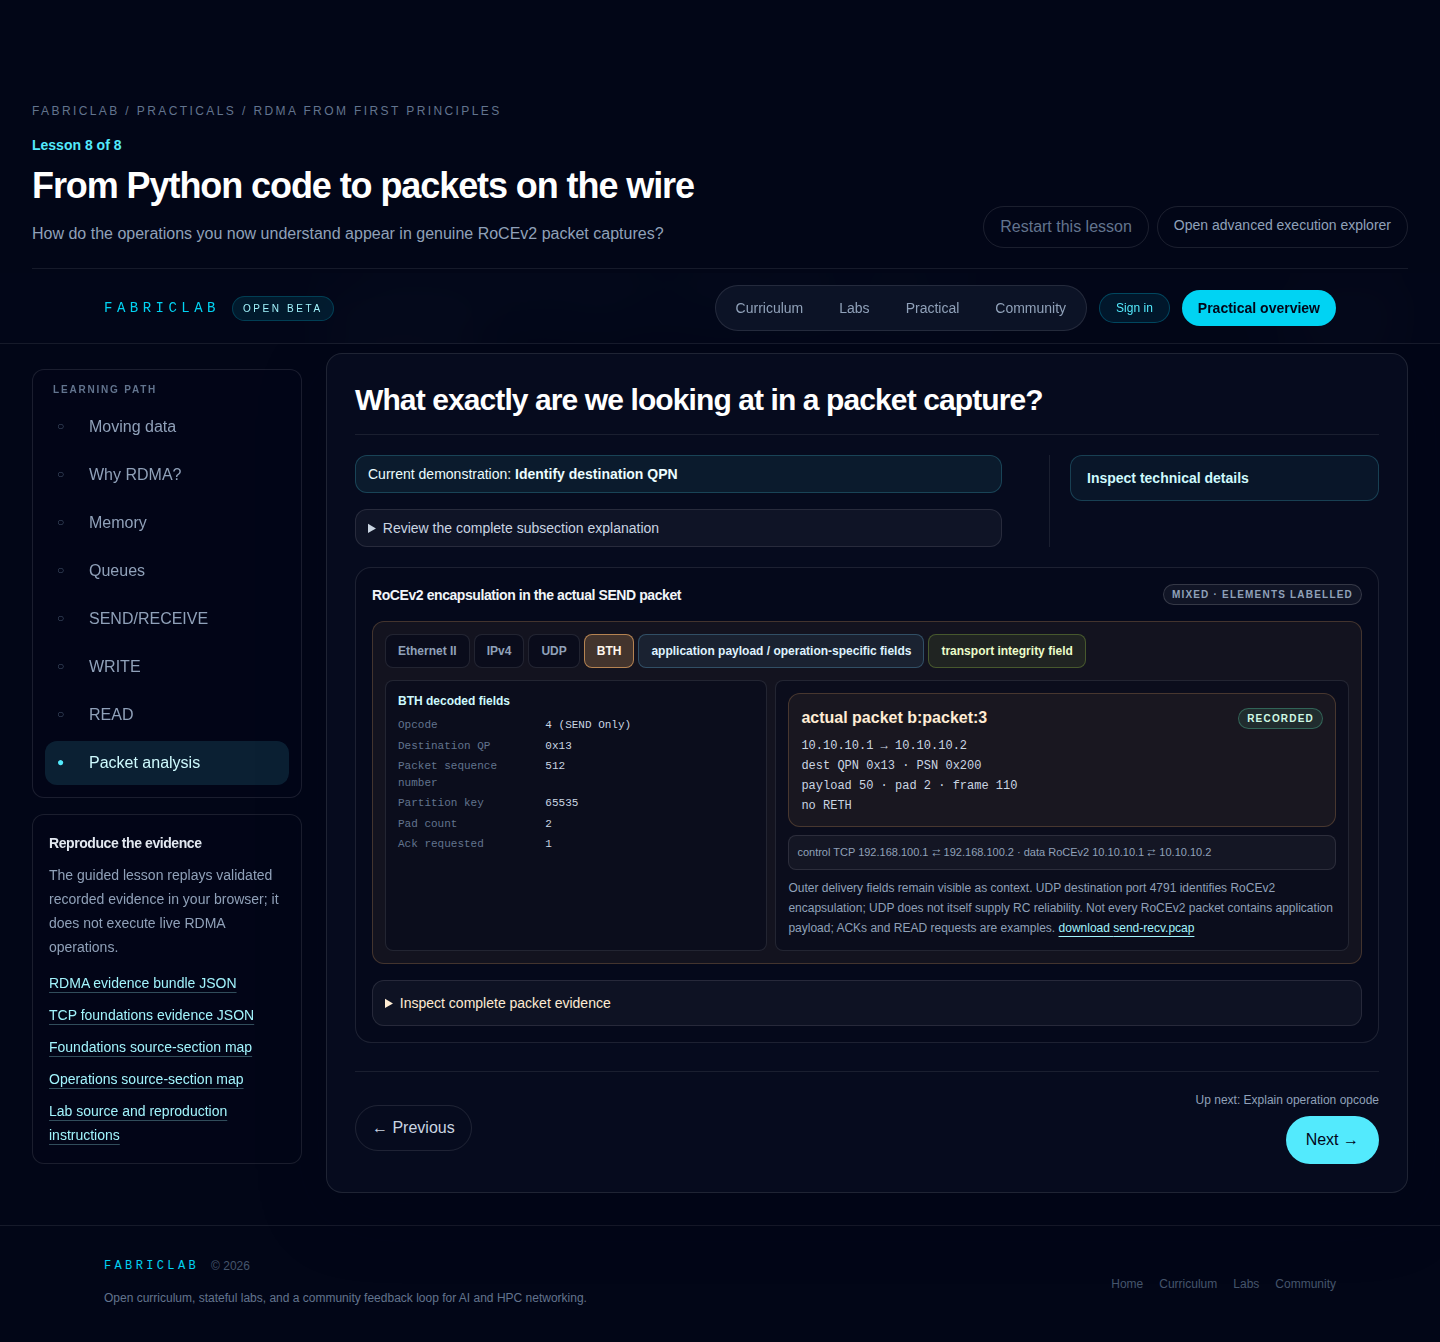 FABRICLAB / PRACTICALS / RDMA FROM FIRST PRINCIPLES
Lesson 8 of 8
From Python code to packets on the wire
How do the operations you now understand appear in genuine RoCEv2 packet captures?
Restart this lesson
Open advanced execution explorer
FABRICLAB
OPEN BETA
Curriculum
Labs
Practical
Community
Sign in
Practical overview
LEARNING PATH
Moving data
Why RDMA?
Memory
Queues
SEND/RECEIVE
WRITE
READ
Packet analysis
Reproduce the evidence
The guided lesson replays validated
recorded evidence in your browser; it
does not execute live RDMA
operations.
RDMA evidence bundle JSON
TCP foundations evidence JSON
Foundations source-section map
Operations source-section map
Lab source and reproduction
instructions
What exactly are we looking at in a packet capture?
Current demonstration: Identify destination QPN
Review the complete subsection explanation
Inspect technical details
RoCEv2 encapsulation in the actual SEND packet
MIXED · ELEMENTS LABELLED
Ethernet II
IPv4
UDP
BTH
application payload / operation-specific fields
transport integrity field
BTH decoded fields
Opcode 4 (SEND Only)
Destination QP 0x13
Packet sequence 512
number
Partition key 65535
Pad count 2
Ack requested 1
actual packet b:packet:3
RECORDED
10.10.10.1 → 10.10.10.2
dest QPN 0x13 · PSN 0x200
payload 50 · pad 2 · frame 110
no RETH
control TCP 192.168.100.1 ⇄ 192.168.100.2 · data RoCEv2 10.10.10.1 ⇄ 10.10.10.2
Outer delivery fields remain visible as context. UDP destination port 4791 identifies RoCEv2
encapsulation; UDP does not itself supply RC reliability. Not every RoCEv2 packet contains application
payload; ACKs and READ requests are examples. download send-recv.pcap
Inspect complete packet evidence
← Previous
Up next: Explain operation opcode
Next →
FABRICLAB
© 2026
Open curriculum, stateful labs, and a community feedback loop for AI and HPC networking.
Home
Curriculum
Labs
Community